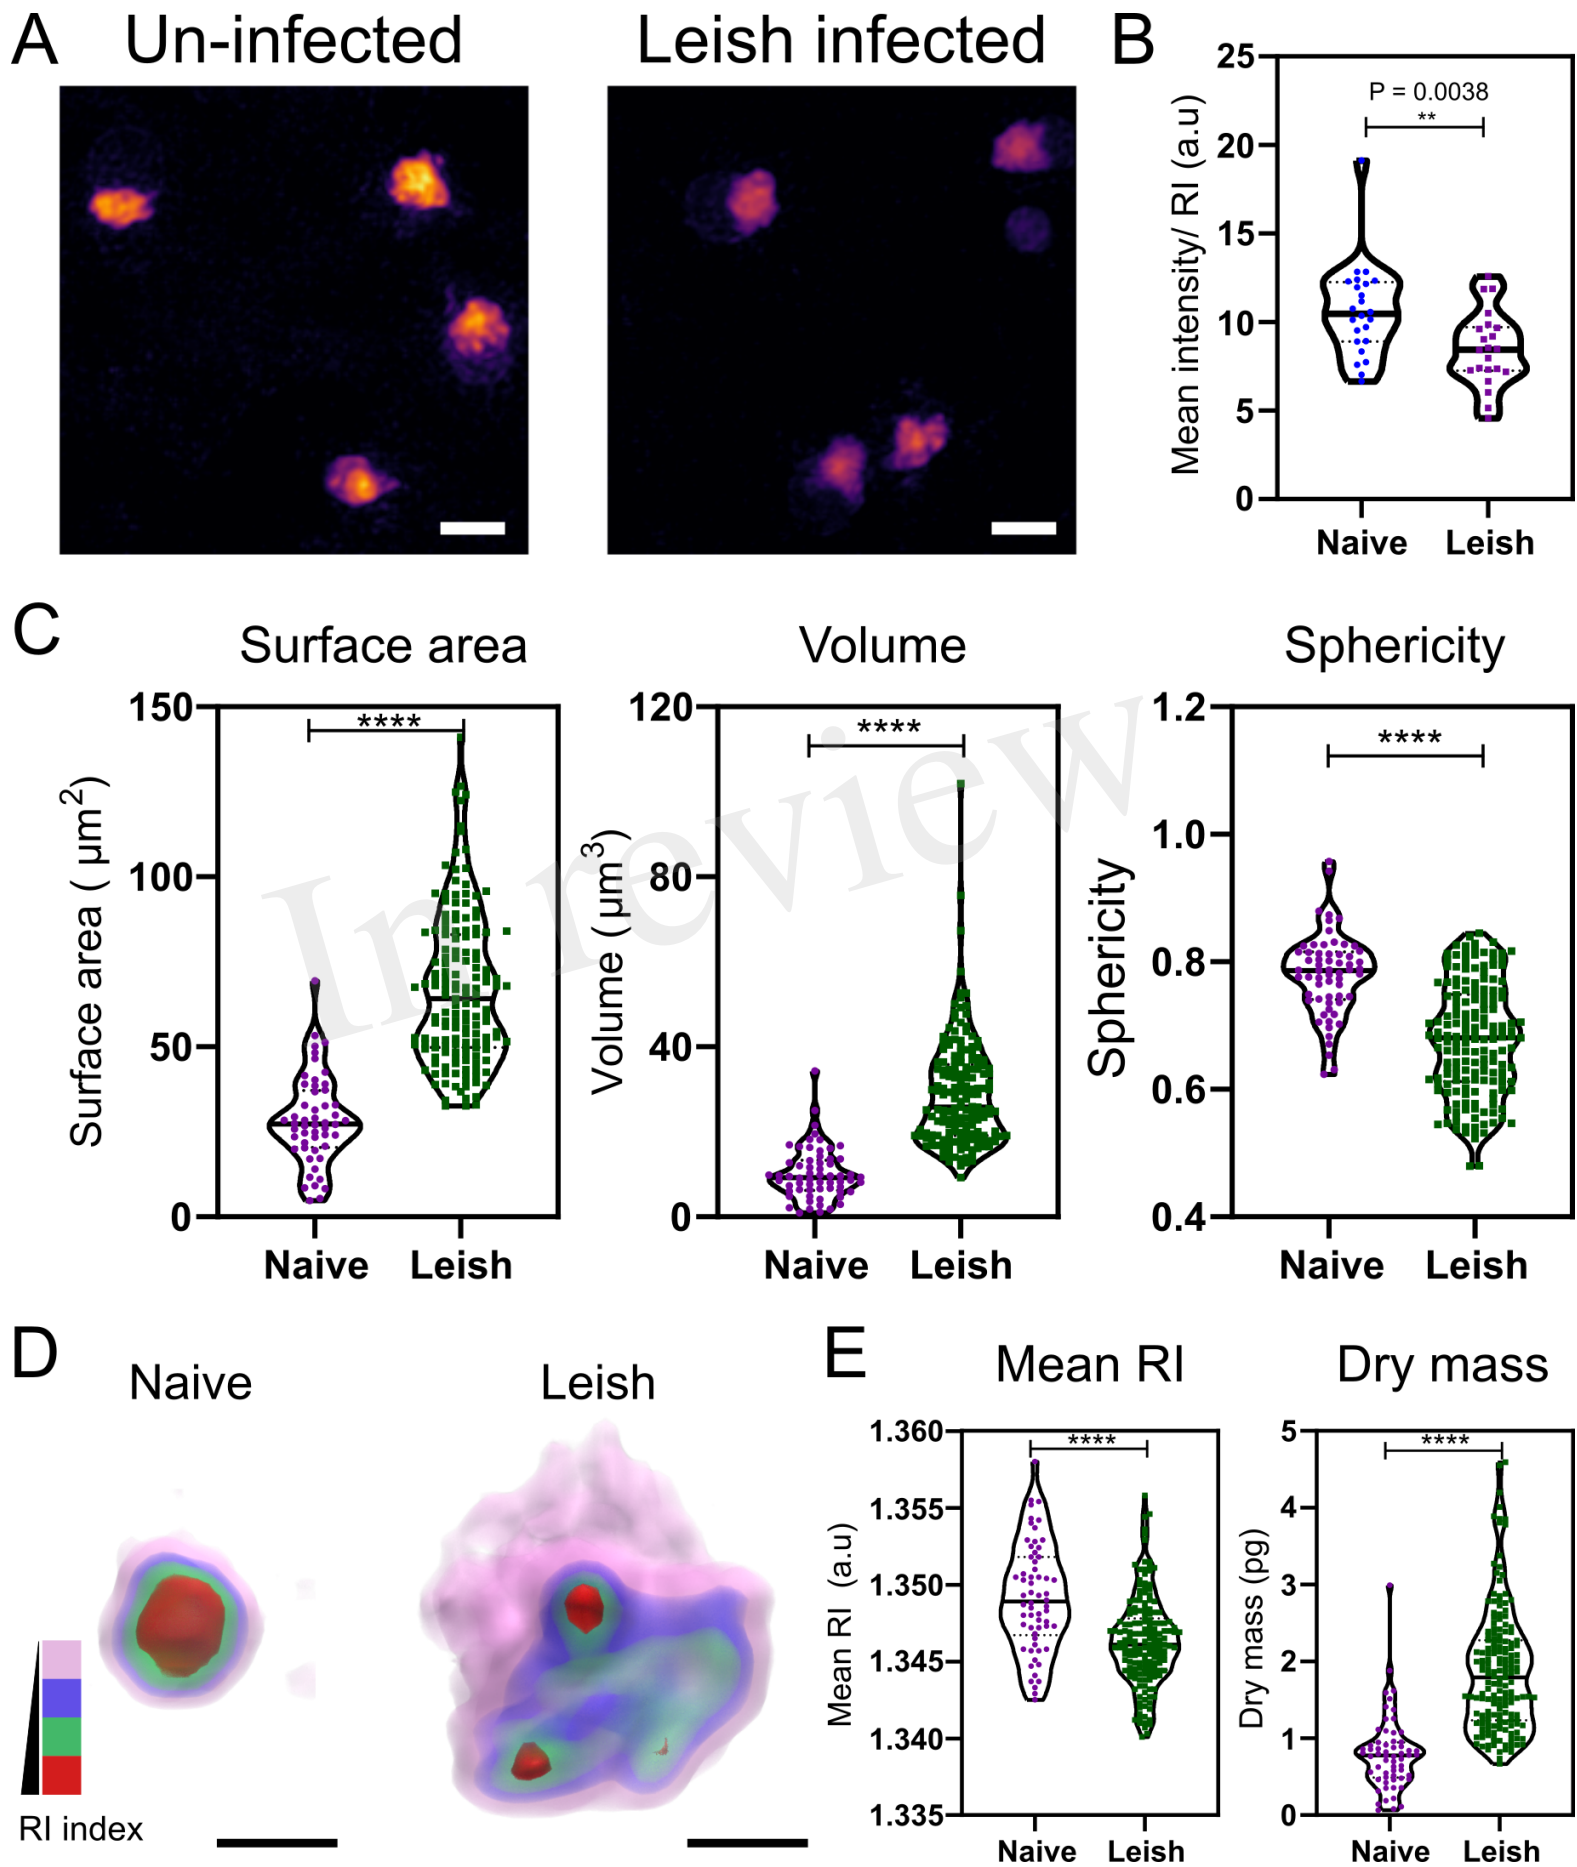 A
Un-infected
Leish infected
B
25
20
15
10
5
0
Mean intensity/ RI (a.u)
P = 0.0038
**
Naive
Leish
C
Surface area
150
100
50
0
Surface area ( µm2)
****
Naive
Leish
Volume
120
80
40
0
Volume ( µm3)
****
Naive
Leish
Sphericity
1.2
1.0
0.8
0.6
0.4
Sphericity
****
Naive
Leish
In review
D
Naive
Leish
RI index
E
Mean RI
1.360
1.355
1.350
1.345
1.340
1.335
Mean RI (a.u)
****
Naive
Leish
Dry mass
5
4
3
2
1
0
Dry mass (pg)
****
Naive
Leish